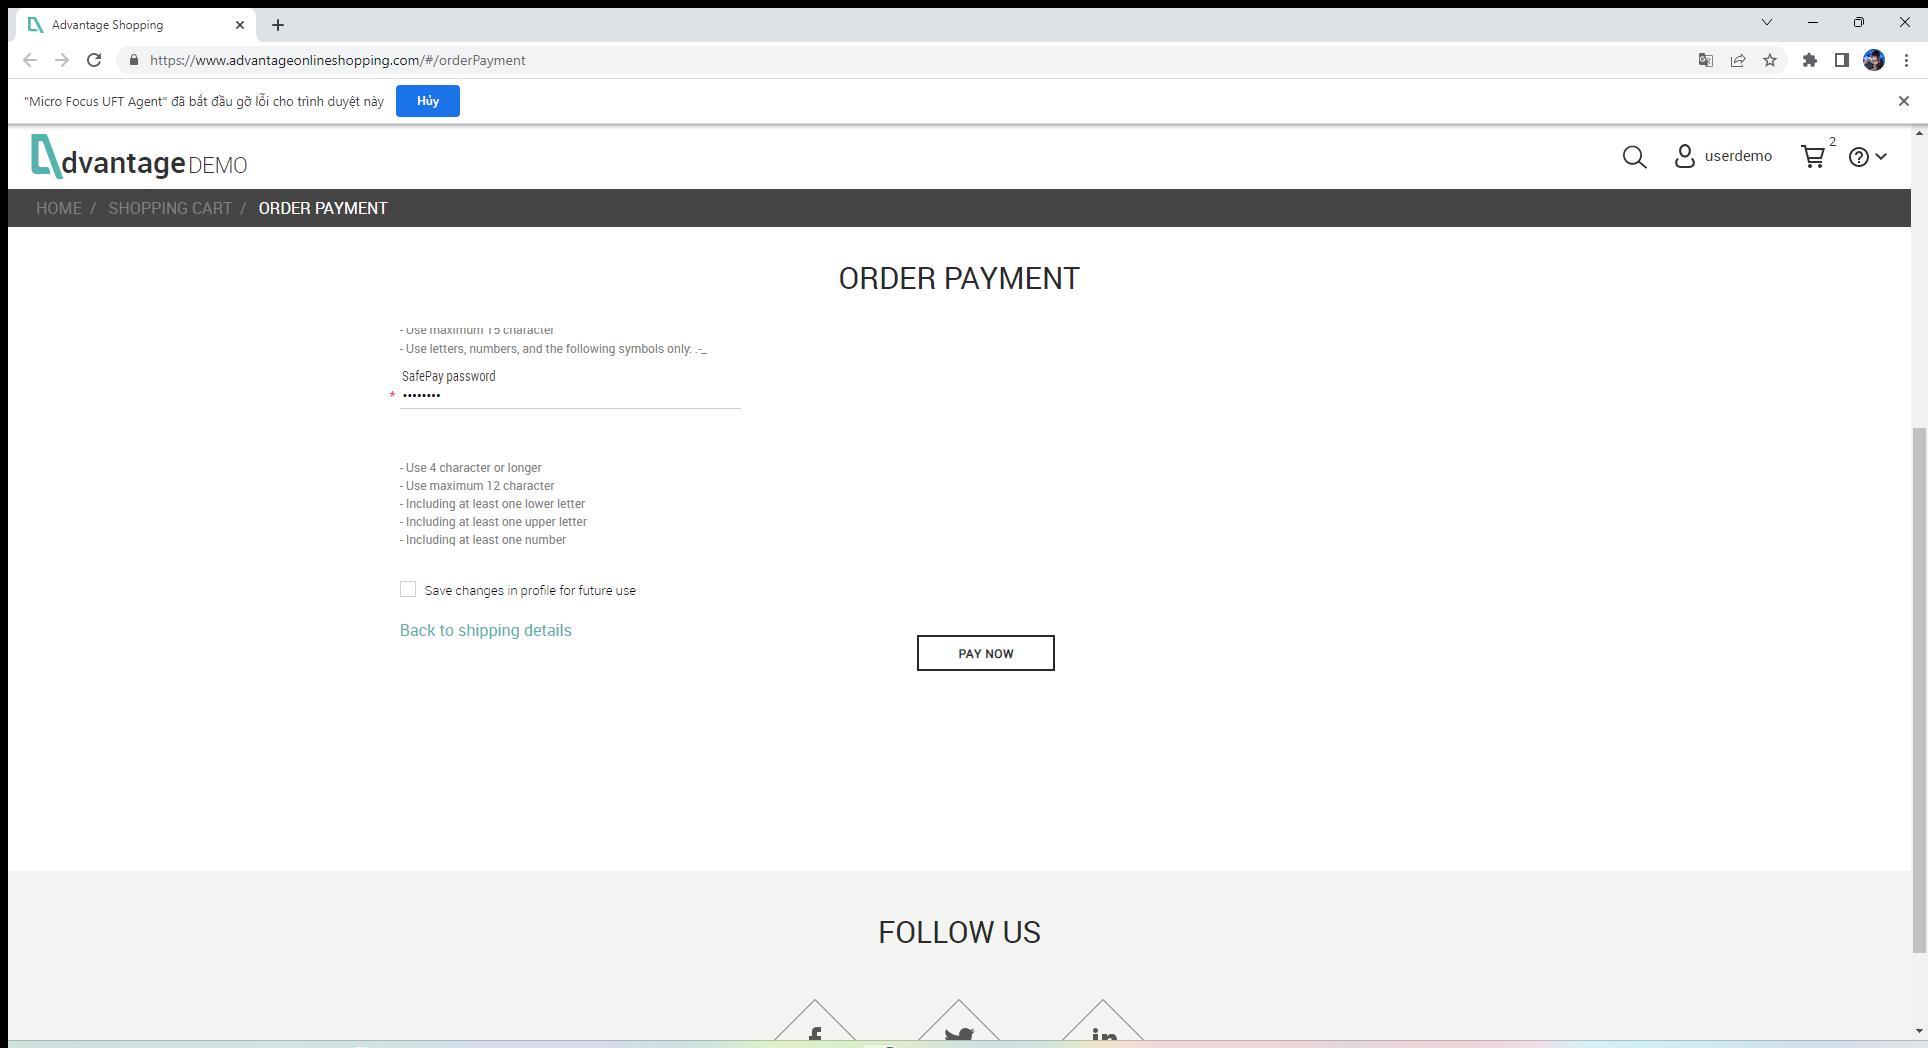 Advantage Shopping
https://www.advantageonlineshopping.com/#/orderPayment
"Micro Focus UFT Agent" đã bắt đầu gỡ lỗi cho trình duyệt này
Hủy
dvantage DEMO
userdemo
2
HOME / SHOPPING CART / ORDER PAYMENT
ORDER PAYMENT
- Use maximum 15 character
- Use letters, numbers, and the following symbols only: .-_
SafePay password
* ••••••••
- Use 4 character or longer
- Use maximum 12 character
- Including at least one lower letter
- Including at least one upper letter
- Including at least one number
Save changes in profile for future use
Back to shipping details
PAY NOW
FOLLOW US